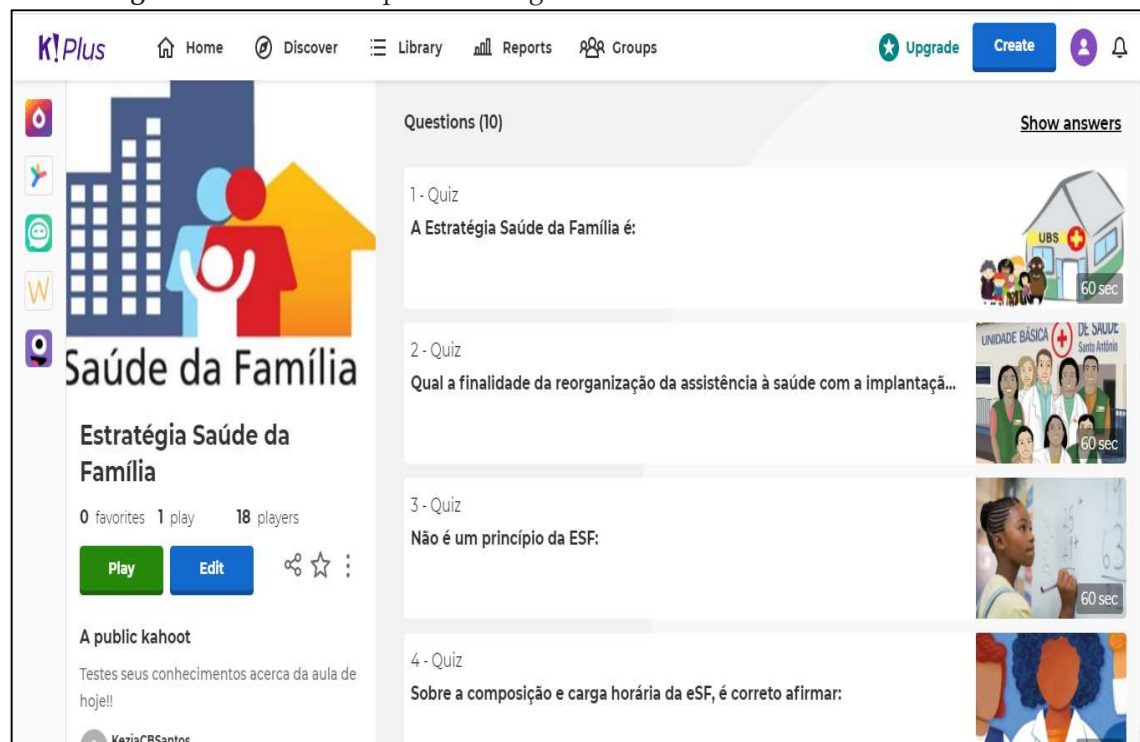 K! Plus
Home
Discover
Library
Reports
Groups
Upgrade
Create
W
Saúde da Família
Estratégia Saúde da
Família
0 favorites 1 play 18 players
Play
Edit
A public kahoot
Testes seus conhecimentos acerca da aula de
hoje!!
KeziaCBSantos
Questions (10)
Show answers
1 - Quiz
A Estratégia Saúde da Família é:
UBS
60 sec
2 - Quiz
Qual a finalidade da reorganização da assistência à saúde com a implantaçã...
UNIDADE BÁSICA DE SAÚDE
Santo Antônio
60 sec
3 - Quiz
Não é um princípio da ESF:
60 sec
4 - Quiz
Sobre a composição e carga horária da eSF, é correto afirmar: